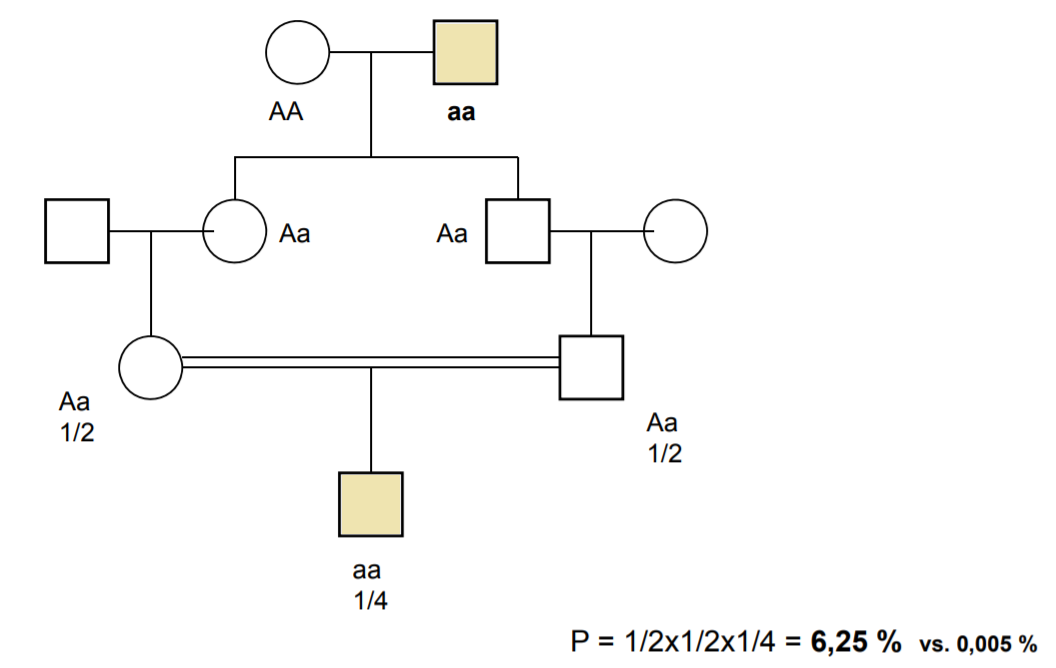 AA
aa
Aa
Aa
Aa
1/2
Aa
1/2
aa
1/4
P = 1/2x1/2x1/4 = 6,25 % vs. 0,005 %